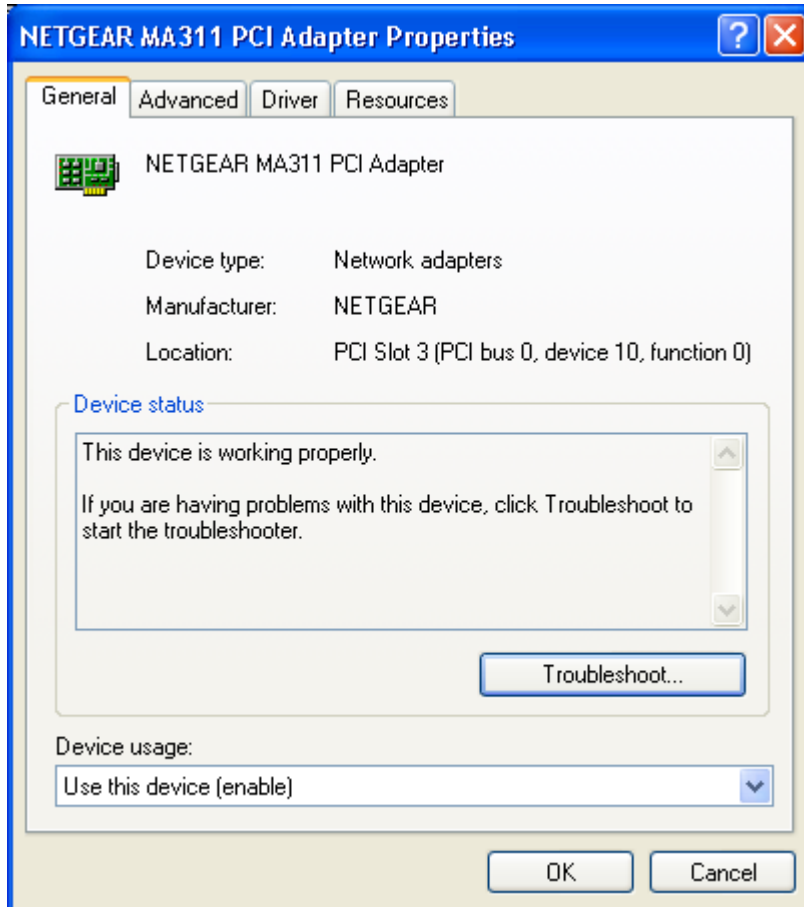 NETGEAR MA311 PCI Adapter Properties
General Advanced Driver Resources
NETGEAR MA311 PCI Adapter
Device type: Network adapters
Manufacturer: NETGEAR
Location: PCI Slot 3 (PCI bus 0, device 10, function 0)
Device status
This device is working properly.
If you are having problems with this device, click Troubleshoot to
start the troubleshooter.
Troubleshoot...
Device usage:
Use this device (enable)
OK Cancel